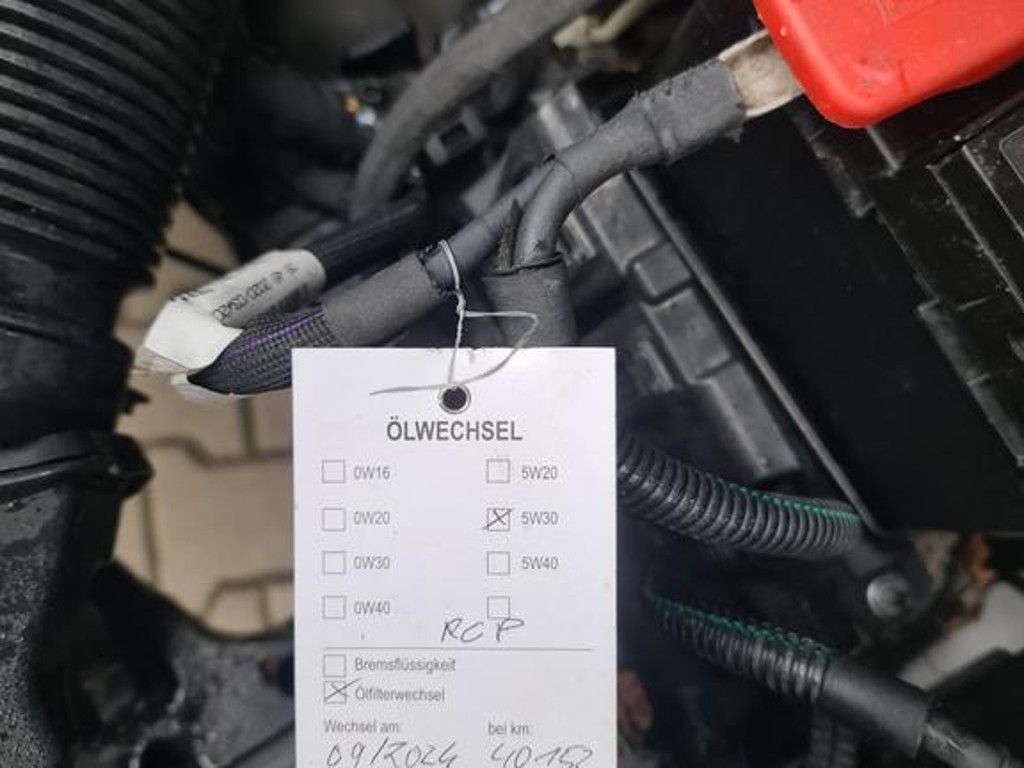 ÖLWECHSEL
0W16 5W20
0W20 5W30
0W30 5W40
0W40
RCP
Bremsflüssigkeit
Ölfilterwechsel
Wechsel am: bei km:
09/2024 40152